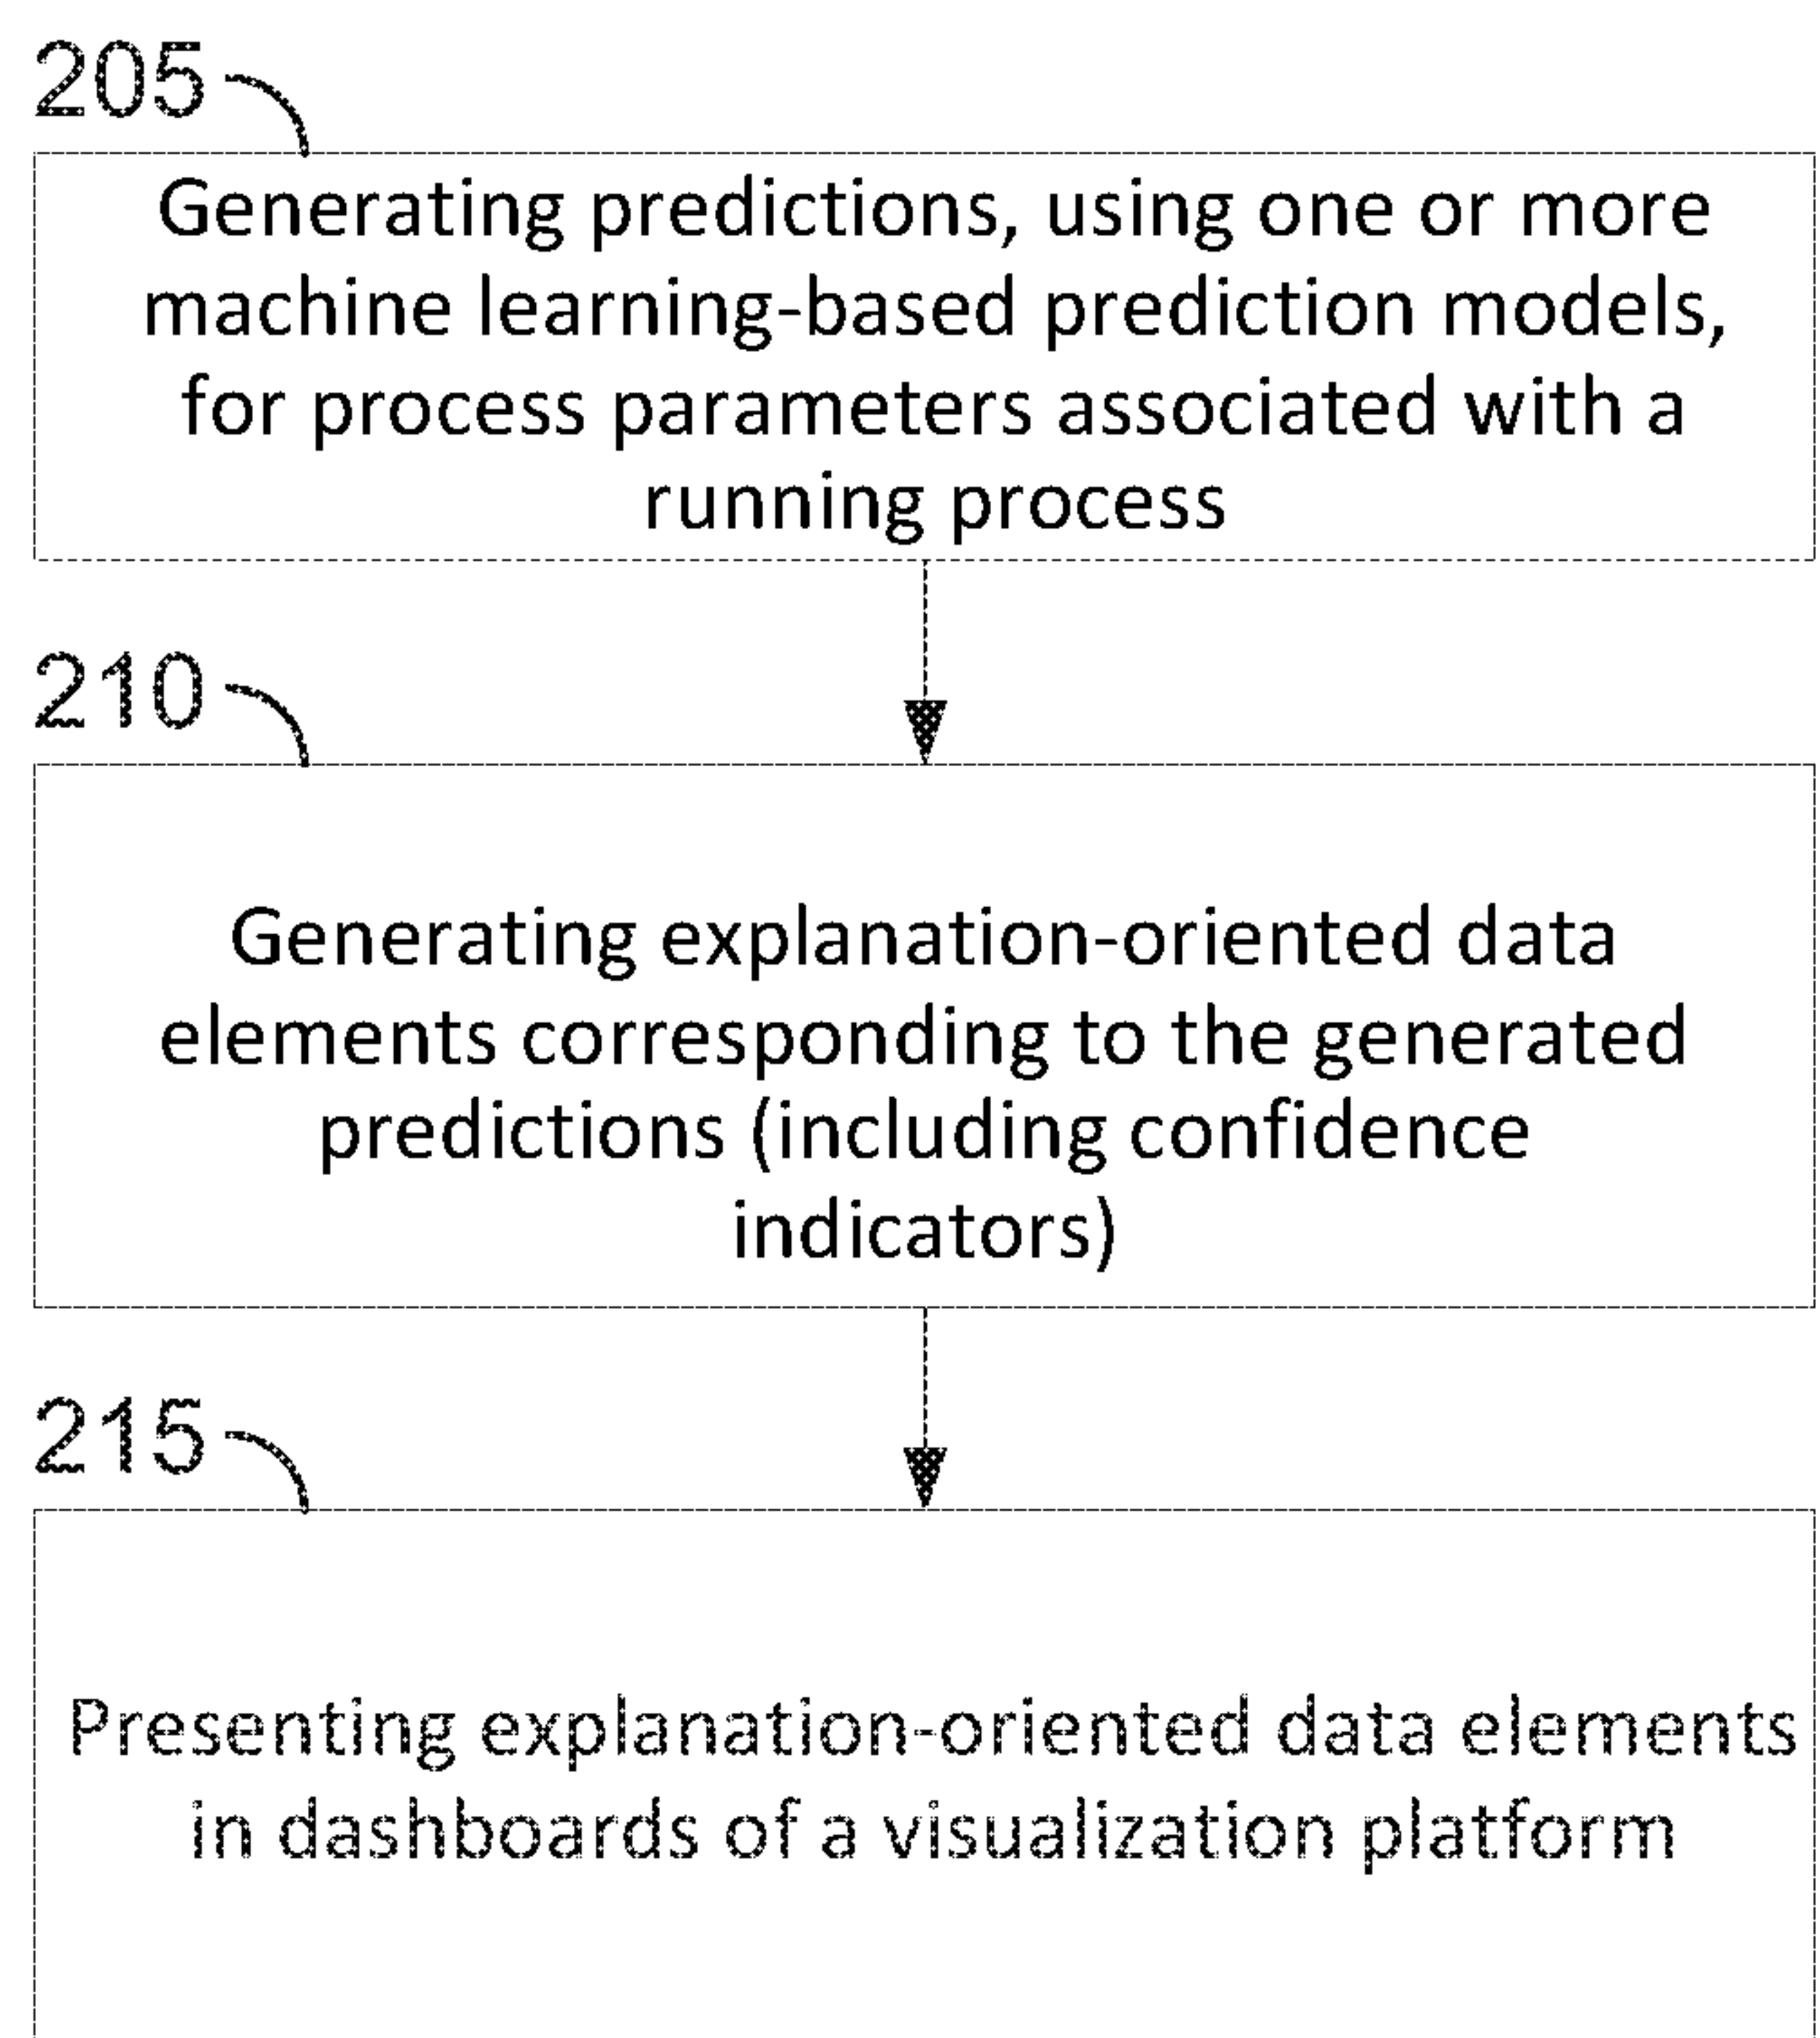 205
Generating predictions, using one or more
machine learning-based prediction models,
for process parameters associated with a
running process
210
Generating explanation-oriented data
elements corresponding to the generated
predictions (including confidence
indicators)
215
Presenting explanation-oriented data elements
in dashboards of a visualization platform